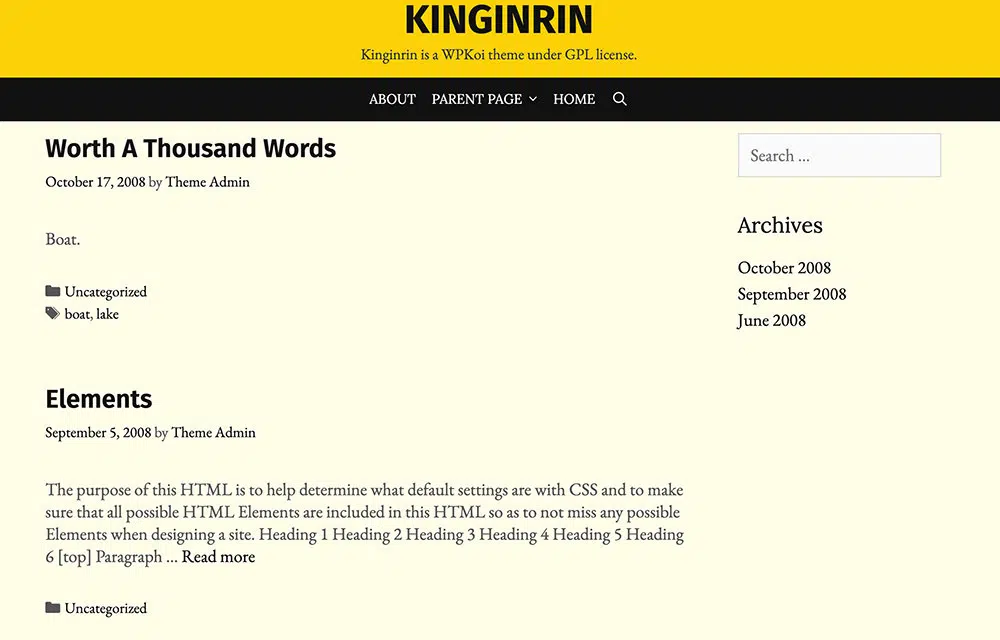 KINGINRIN
Kinginrin is a WPKoi theme under GPL license.
ABOUT PARENT PAGE HOME
Worth A Thousand Words
October 17, 2008 by Theme Admin
Boat.
Uncategorized
boat, lake
Elements
September 5, 2008 by Theme Admin
The purpose of this HTML is to help determine what default settings are with CSS and to make
sure that all possible HTML Elements are included in this HTML so as to not miss any possible
Elements when designing a site. Heading 1 Heading 2 Heading 3 Heading 4 Heading 5 Heading
6 [top] Paragraph … Read more
Uncategorized
Search …
Archives
October 2008
September 2008
June 2008